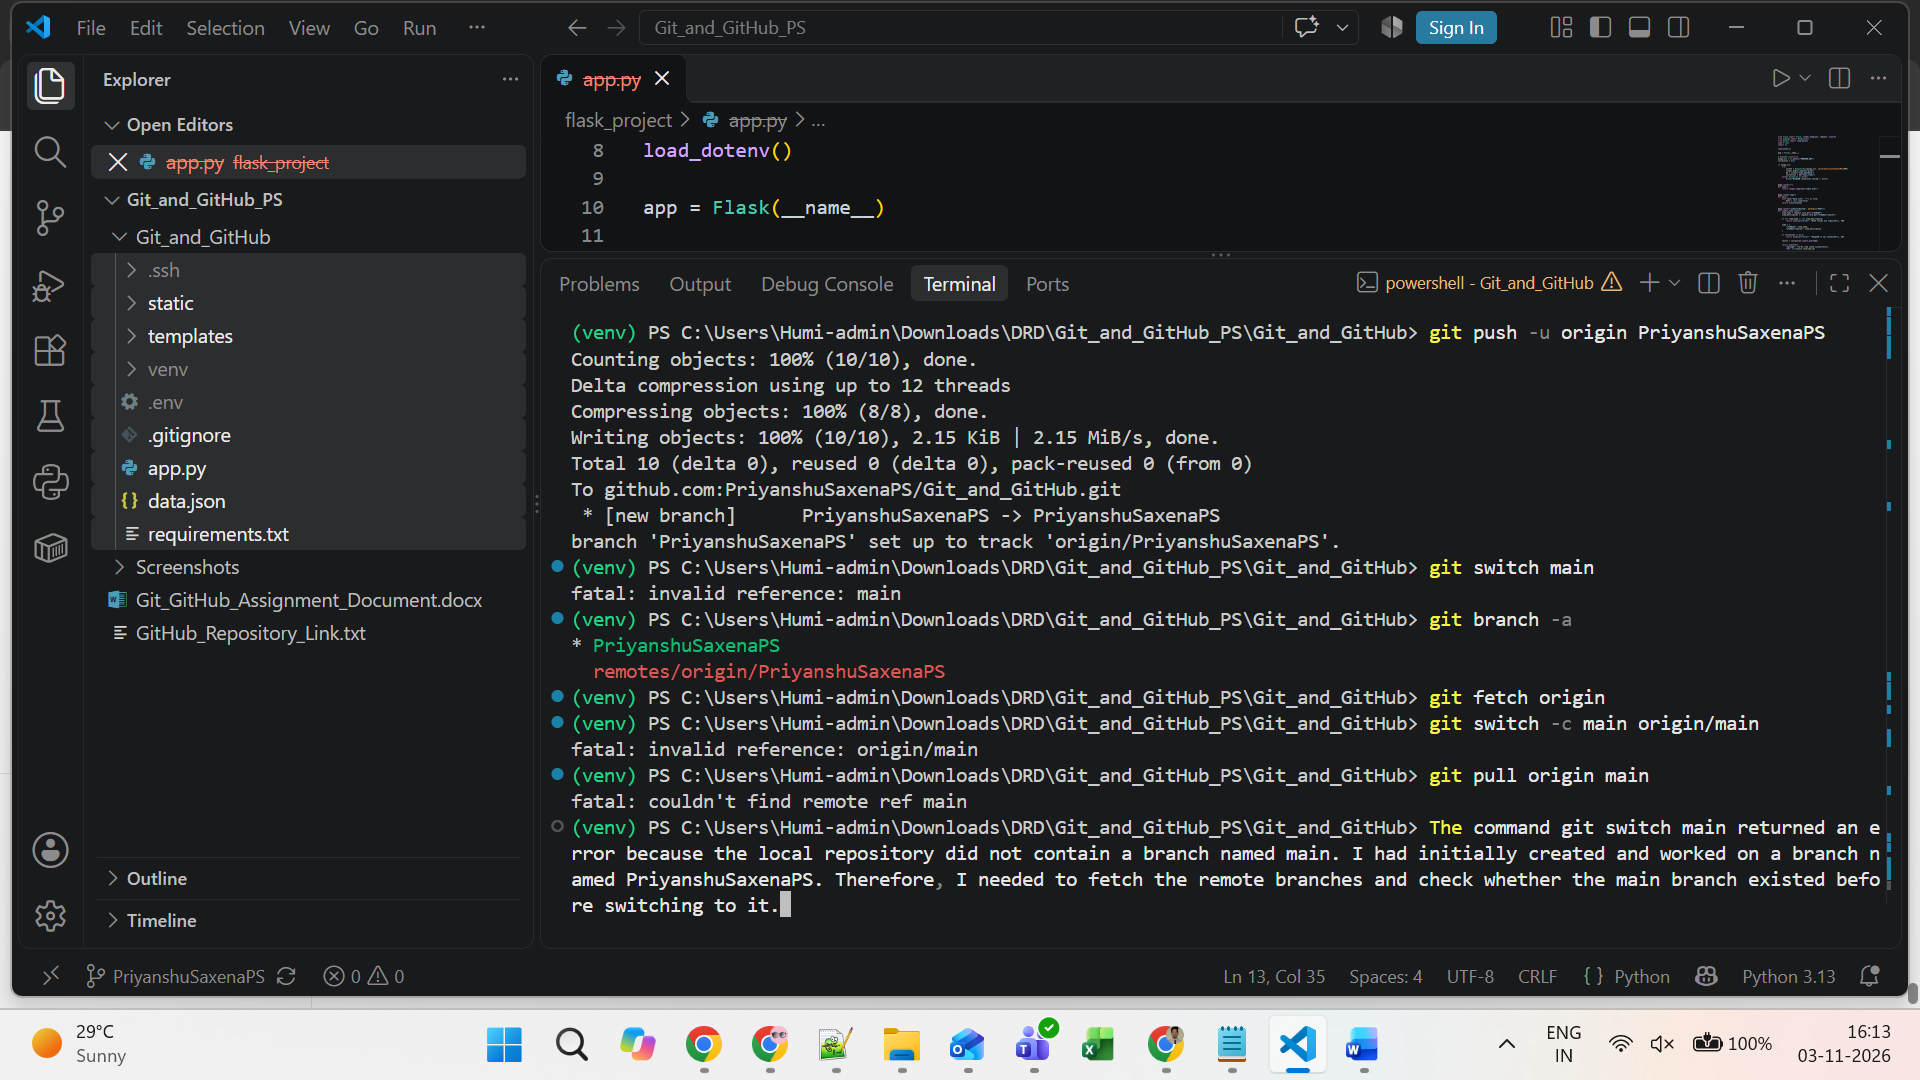 File Edit Selection View Go Run ...
Git_and_GitHub_PS
Sign In
Explorer
Open Editors
app.py flask_project
Git_and_GitHub_PS
Git_and_GitHub
.ssh
static
templates
venv
.env
.gitignore
app.py
data.json
requirements.txt
Screenshots
Git_GitHub_Assignment_Document.docx
GitHub_Repository_Link.txt
Outline
Timeline
app.py
flask_project > app.py > ...
8 load_dotenv()
9
10 app = Flask(__name__)
11
Problems Output Debug Console Terminal Ports
powershell - Git_and_GitHub
(venv) PS C:\Users\Humi-admin\Downloads\DRD\Git_and_GitHub_PS\Git_and_GitHub> git push -u origin PriyanshuSaxenaPS
Counting objects: 100% (10/10), done.
Delta compression using up to 12 threads
Compressing objects: 100% (8/8), done.
Writing objects: 100% (10/10), 2.15 KiB | 2.15 MiB/s, done.
Total 10 (delta 0), reused 0 (delta 0), pack-reused 0 (from 0)
To github.com:PriyanshuSaxenaPS/Git_and_GitHub.git
* [new branch] PriyanshuSaxenaPS -> PriyanshuSaxenaPS
branch 'PriyanshuSaxenaPS' set up to track 'origin/PriyanshuSaxenaPS'.
(venv) PS C:\Users\Humi-admin\Downloads\DRD\Git_and_GitHub_PS\Git_and_GitHub> git switch main
fatal: invalid reference: main
(venv) PS C:\Users\Humi-admin\Downloads\DRD\Git_and_GitHub_PS\Git_and_GitHub> git branch -a
* PriyanshuSaxenaPS
remotes/origin/PriyanshuSaxenaPS
(venv) PS C:\Users\Humi-admin\Downloads\DRD\Git_and_GitHub_PS\Git_and_GitHub> git fetch origin
(venv) PS C:\Users\Humi-admin\Downloads\DRD\Git_and_GitHub_PS\Git_and_GitHub> git switch -c main origin/main
fatal: invalid reference: origin/main
(venv) PS C:\Users\Humi-admin\Downloads\DRD\Git_and_GitHub_PS\Git_and_GitHub> git pull origin main
fatal: couldn't find remote ref main
(venv) PS C:\Users\Humi-admin\Downloads\DRD\Git_and_GitHub_PS\Git_and_GitHub> The command git switch main returned an e
rror because the local repository did not contain a branch named main. I had initially created and worked on a branch n
amed PriyanshuSaxenaPS. Therefore, I needed to fetch the remote branches and check whether the main branch existed befo
re switching to it.
PriyanshuSaxenaPS 0 0
Ln 13, Col 35 Spaces: 4 UTF-8 CRLF {} Python Python 3.13
29°C
Sunny
ENG
IN
100%
16:13
03-11-2026